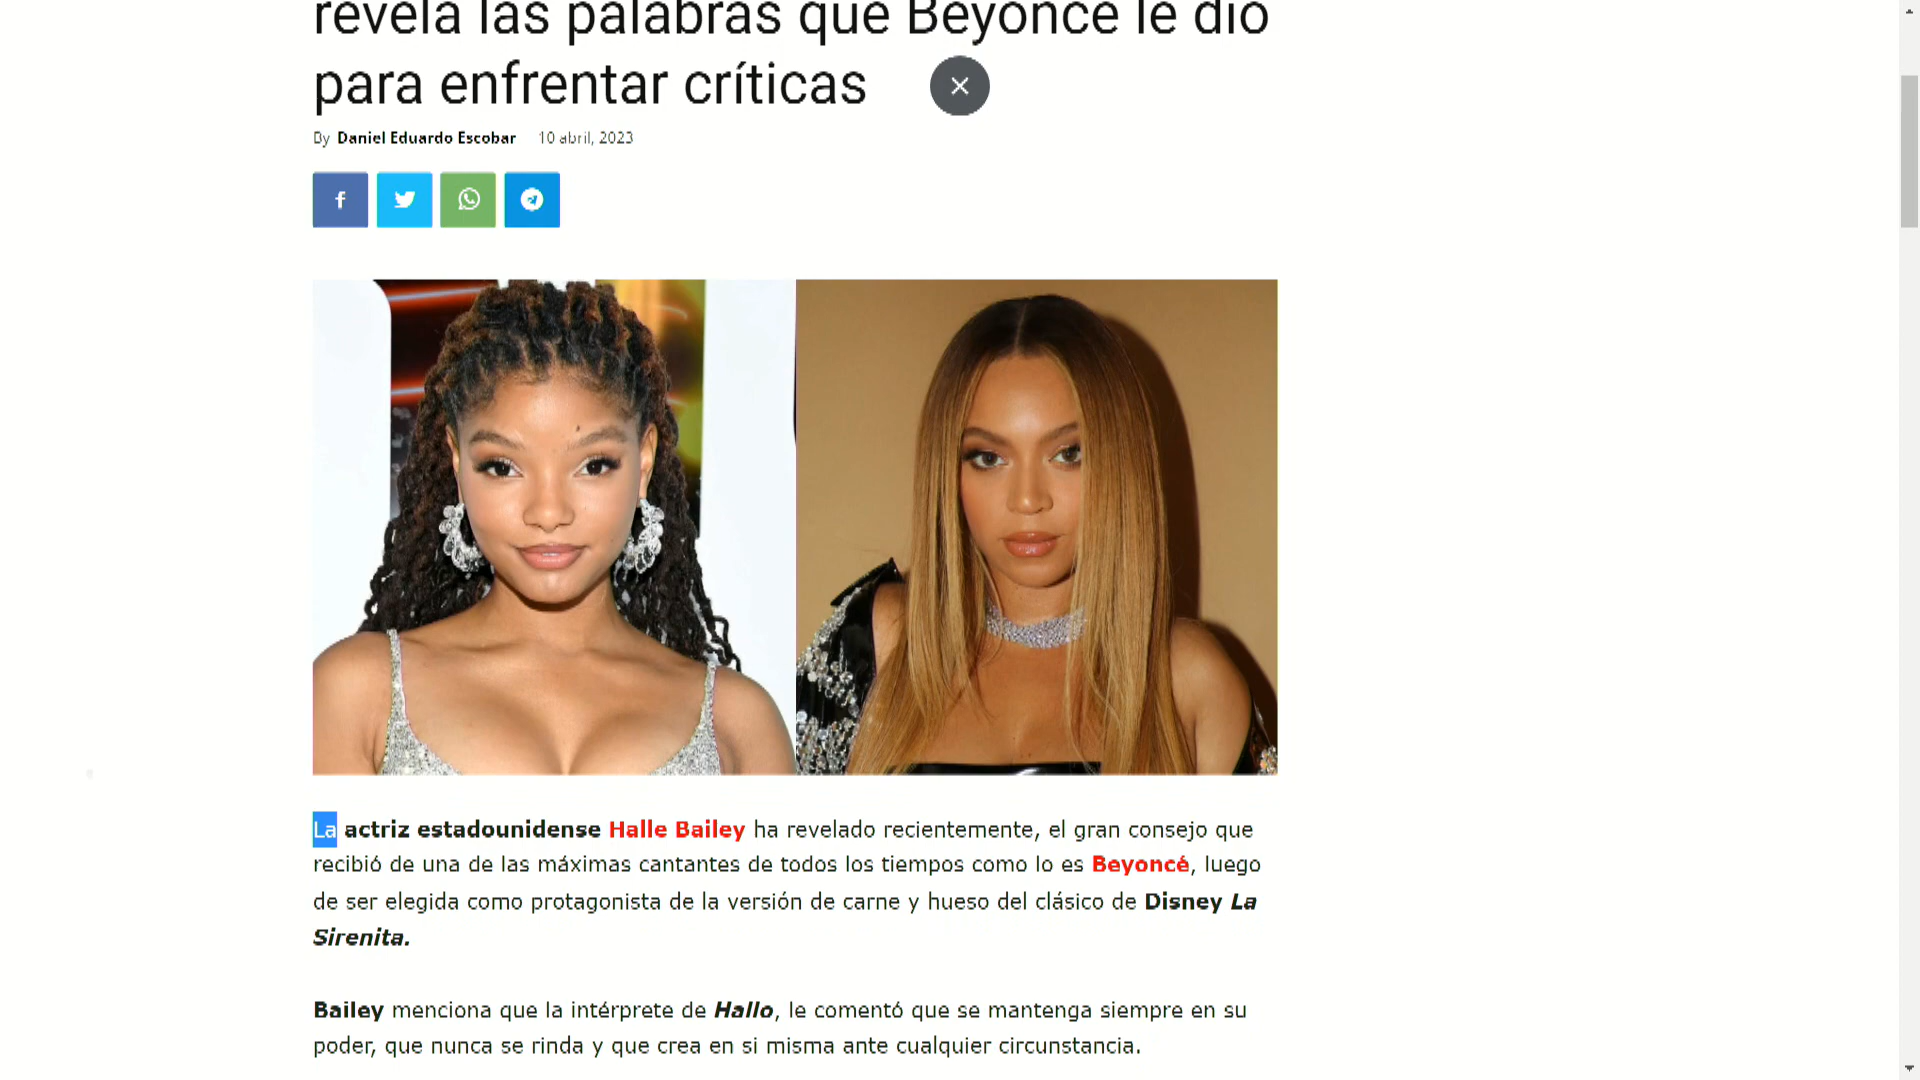 revela las palabras que Beyoncé le dio
para enfrentar críticas
By Daniel Eduardo Escobar 10 abril, 2023
La actriz estadounidense Halle Bailey ha revelado recientemente, el gran consejo que
recibió de una de las máximas cantantes de todos los tiempos como lo es Beyoncé, luego
de ser elegida como protagonista de la versión de carne y hueso del clásico de Disney La
Sirenita.
Bailey menciona que la intérprete de Hallo, le comentó que se mantenga siempre en su
poder, que nunca se rinda y que crea en si misma ante cualquier circunstancia.